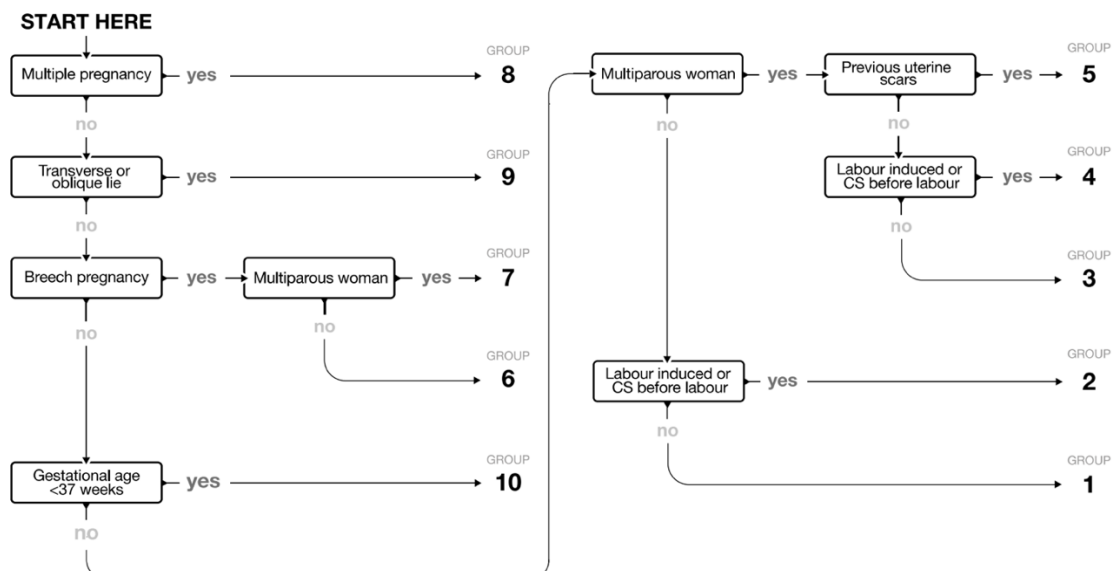 START HERE
Multiple pregnancy
yes
GROUP
8
no
Transverse or
oblique lie
yes
GROUP
9
no
Breech pregnancy
yes
Multiparous woman
yes
GROUP
7
no
no
GROUP
6
Gestational age
<37 weeks
yes
GROUP
10
no
Multiparous woman
yes
Previous uterine
scars
yes
GROUP
5
no
no
Labour induced or
CS before labour
yes
GROUP
4
no
GROUP
3
Labour induced or
CS before labour
yes
GROUP
2
no
GROUP
1